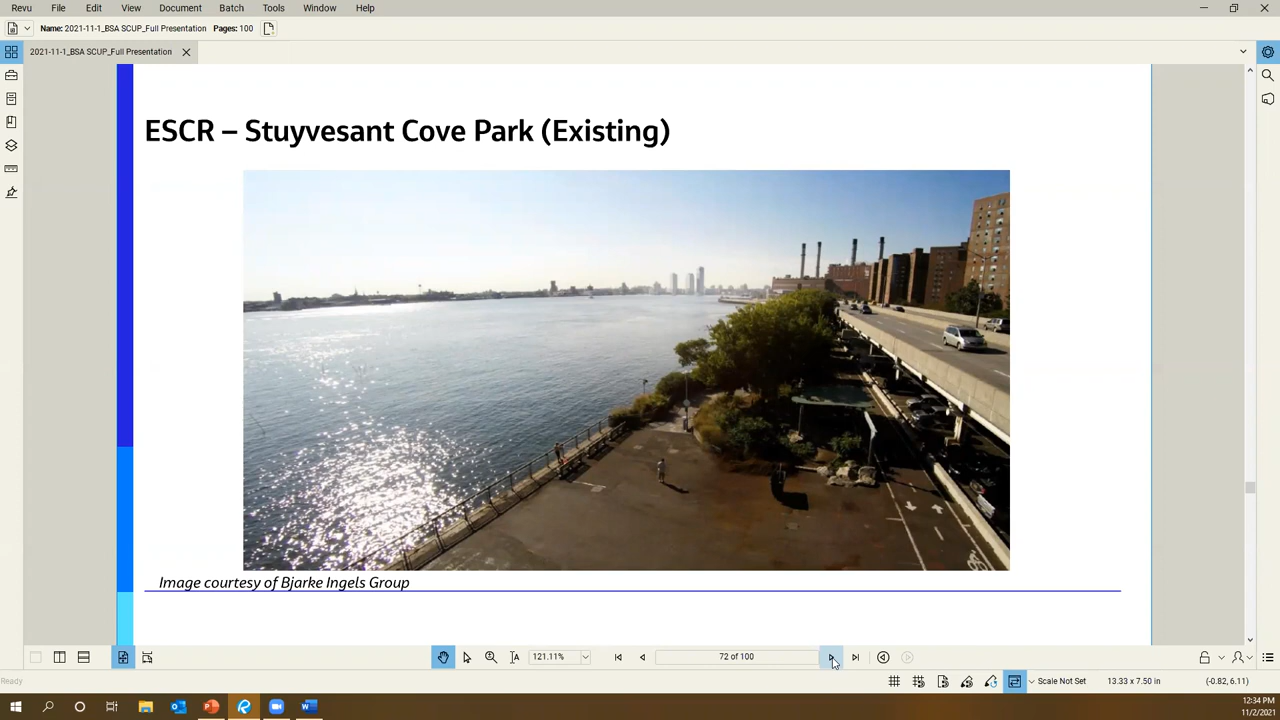 Revu File Edit View Document Batch Tools Window Help
Name: 2021-11-1_BSA SCUP_Full Presentation Pages: 100
2021-11-1_BSA SCUP_Full Presentation
ESCR – Stuyvesant Cove Park (Existing)
Image courtesy of Bjarke Ingels Group
121.11%
72 of 100
Ready
Scale Not Set
13.33 x 7.50 in
(-0.82, 6.11)
12:34 PM
11/2/2021